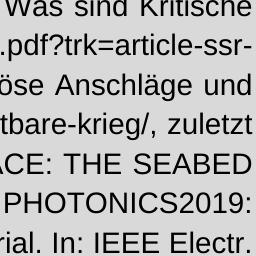 Was sind Kritische
.pdf?trk=article-ssr-
öse Anschläge und
tbare-krieg/, zuletzt
ACE: THE SEABED
PHOTONICS2019:
rial. In: IEEE Electr.